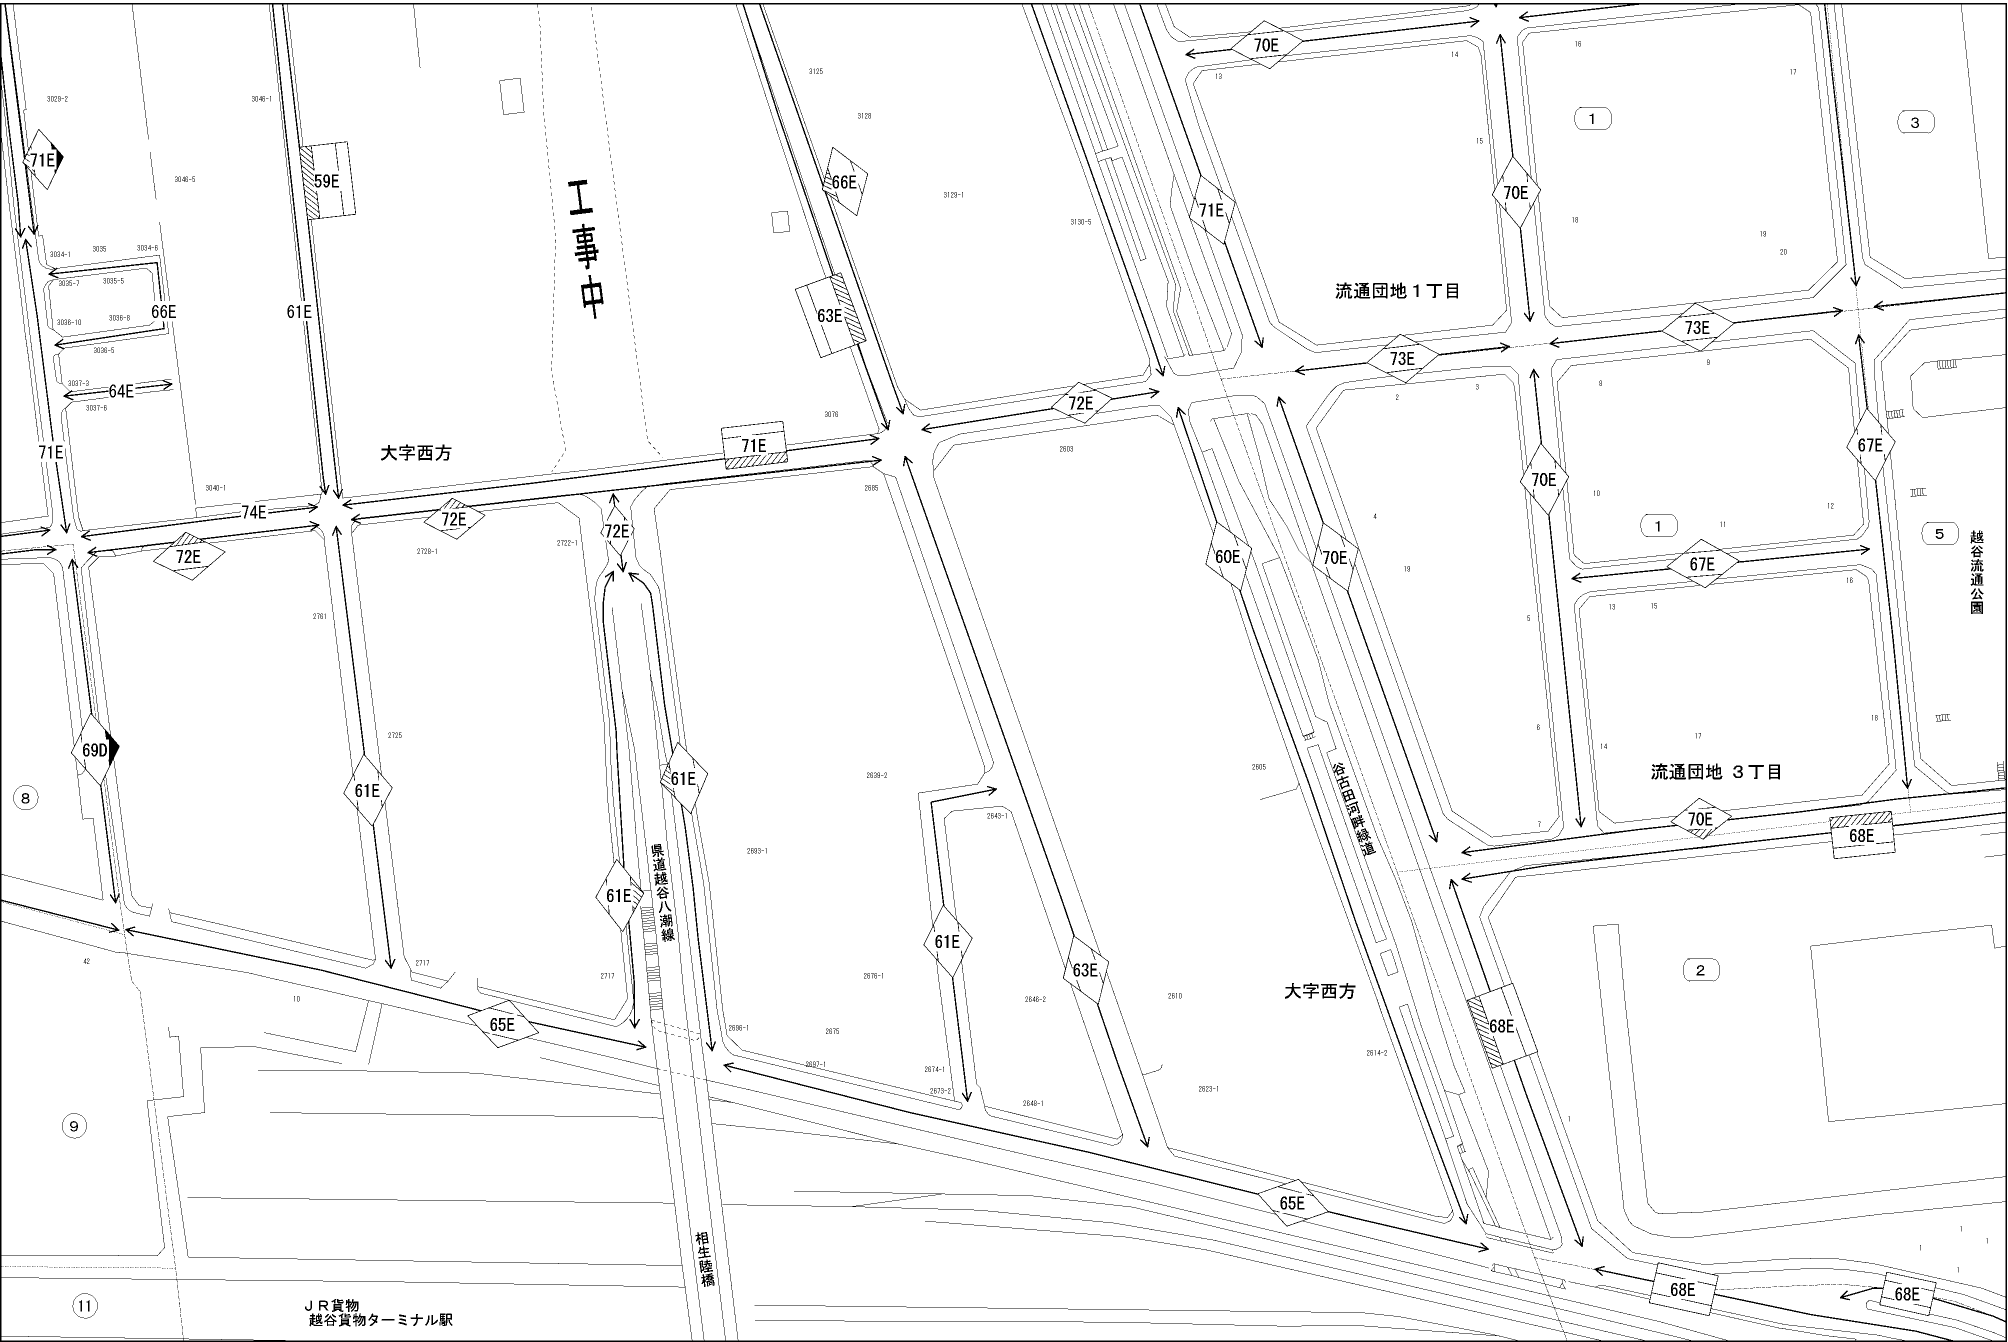 70E
14
16
13
17
3125
3029-2
3046-1
3128
1
3
15
71E
59E
3046-5
66E
3129-1
70E
71E
3130-5
18
19
20
工事中
3034-1
3035
3034-6
3035-7
3035-5
流通団地１丁目
66E
61E
63E
3036-10
3036-8
3036-5
73E
73E
9
3037-3
64E
3037-6
72E
2
3
8
3076
71E
大字西方
71E
2603
67E
3040-1
2685
70E
10
12
74E
72E
72E
72E
4
1
11
5
2728-1
2722-1
60E
70E
19
67E
越谷流通公園
16
13
15
2761
5
69D
2725
6
14
17
18
61E
61E
2639-2
2605
流通団地 ３丁目
8
谷古田河畔緑道
2643-1
7
70E
68E
県道越谷八潮線
2693-1
61E
61E
63E
42
2717
2717
2676-1
大字西方
2
10
2646-2
2610
65E
2696-1
2675
68E
2697-1
2674-1
2614-2
2673-2
2648-1
2623-1
1
9
65E
相生陸橋
1
1
1
1
68E
68E
11
ＪＲ貨物
越谷貨物ターミナル駅